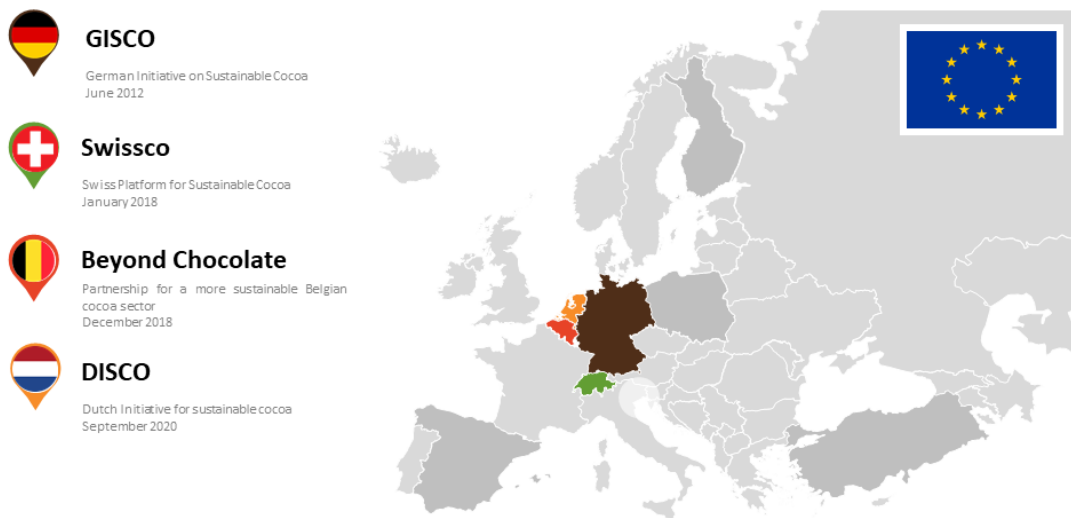 GISCO
German Initiative on Sustainable Cocoa
June 2012
Swissco
Swiss Platform for Sustainable Cocoa
January 2018
Beyond Chocolate
Partnership for a more sustainable Belgian
cocoa sector
December 2018
DISCO
Dutch Initiative for sustainable cocoa
September 2020